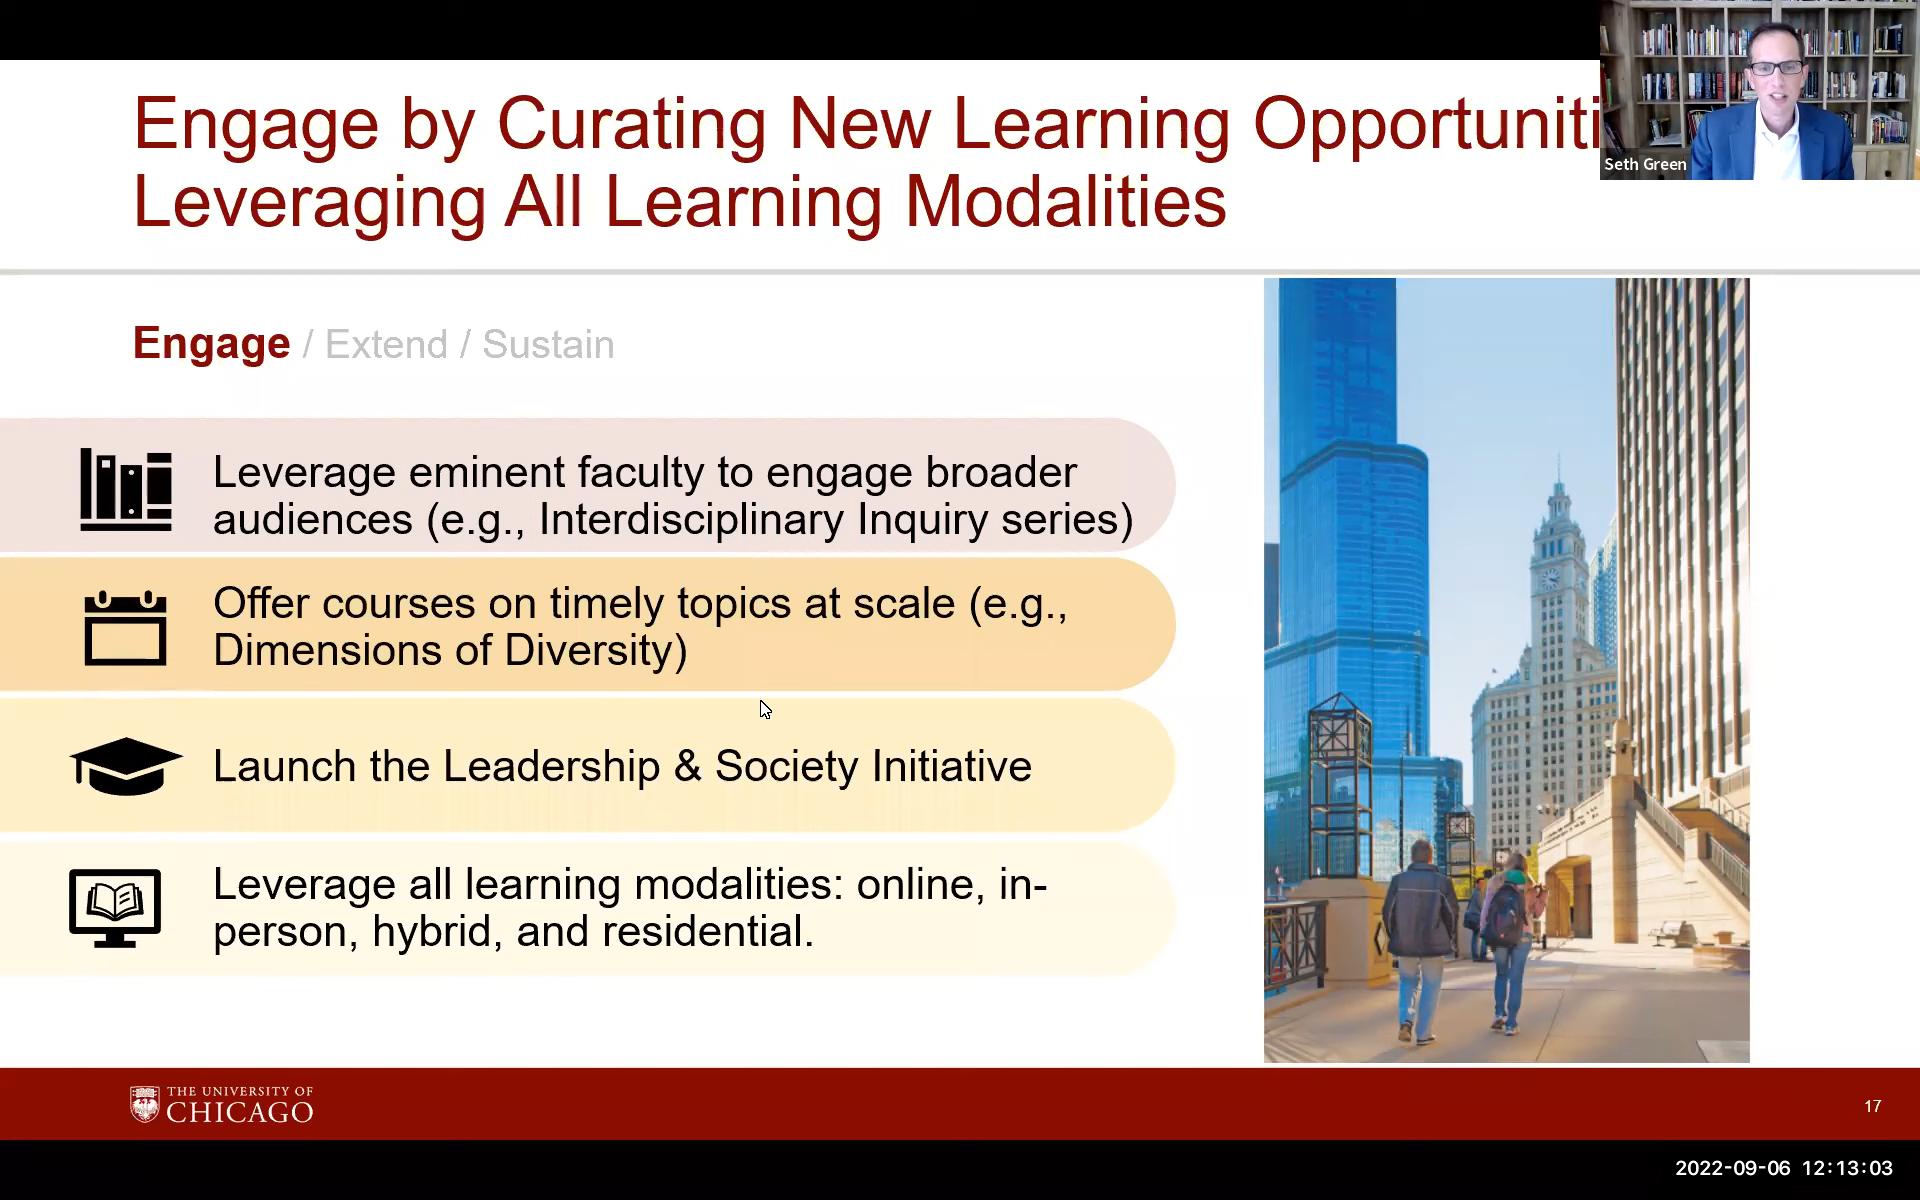 Engage by Curating New Learning Opportuniti
Leveraging All Learning Modalities
Seth Green
Engage / Extend / Sustain
Leverage eminent faculty to engage broader
audiences (e.g., Interdisciplinary Inquiry series)
Offer courses on timely topics at scale (e.g.,
Dimensions of Diversity)
Launch the Leadership & Society Initiative
Leverage all learning modalities: online, in-
person, hybrid, and residential.
THE UNIVERSITY OF
CHICAGO
17
2022-09-06 12:13:03